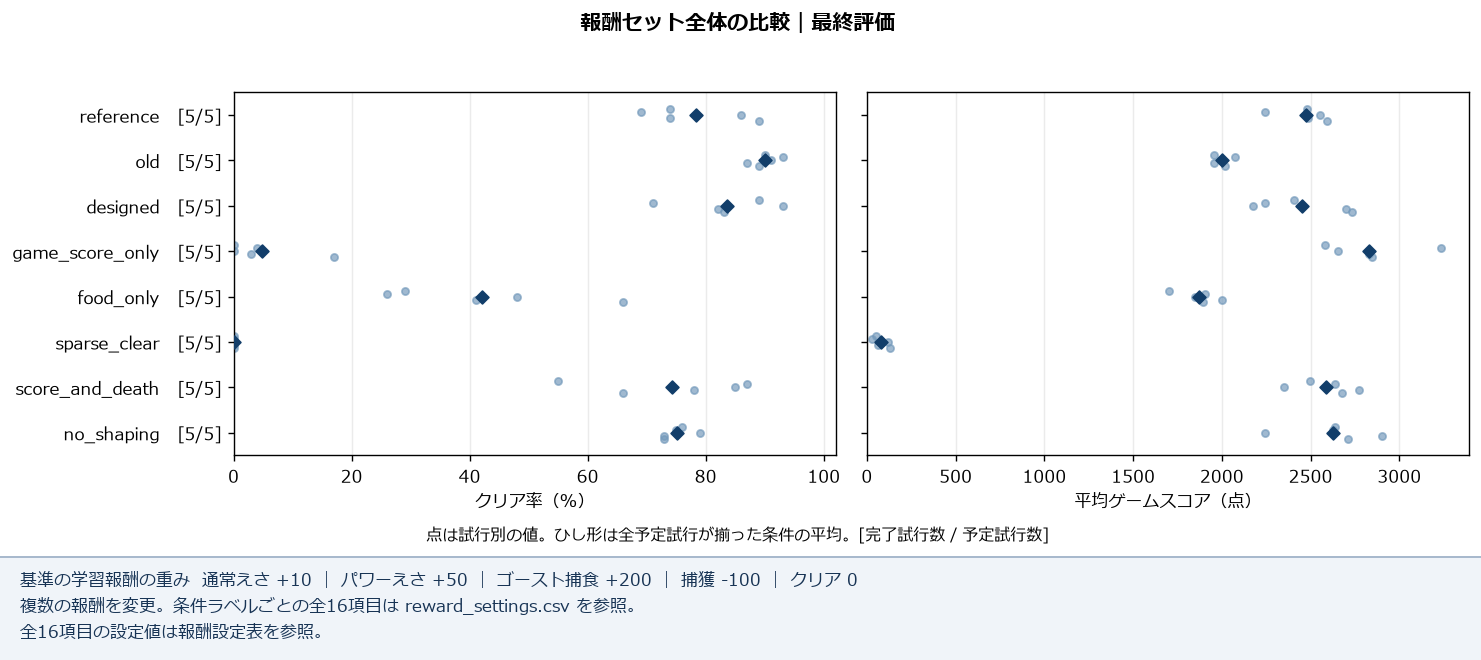 報酬セット全体の比較｜最終評価
reference [5/5]
old [5/5]
designed [5/5]
game_score_only [5/5]
food_only [5/5]
sparse_clear [5/5]
score_and_death [5/5]
no_shaping [5/5]
0 20 40 60 80 100
クリア率（%）
0 500 1000 1500 2000 2500 3000
平均ゲームスコア（点）
点は試行別の値。ひし形は全予定試行が揃った条件の平均。[完了試行数 / 予定試行数]
基準の学習報酬の重み 通常えさ +10 ｜ パワーえさ +50 ｜ ゴースト捕食 +200 ｜ 捕獲 -100 ｜ クリア 0
複数の報酬を変更。条件ラベルごとの全16項目は reward_settings.csv を参照。
全16項目の設定値は報酬設定表を参照。